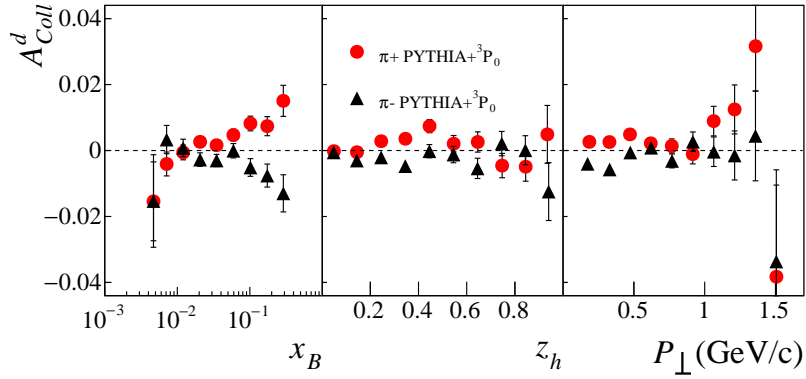 A^d_Coll
0.04
0.02
0
−0.02
−0.04
π+ PYTHIA+³P₀
π- PYTHIA+³P₀
10⁻³ 10⁻² 10⁻¹ 0.2 0.4 0.6 0.8 0.5 1 1.5
x_B z_h P_⊥ (GeV/c)